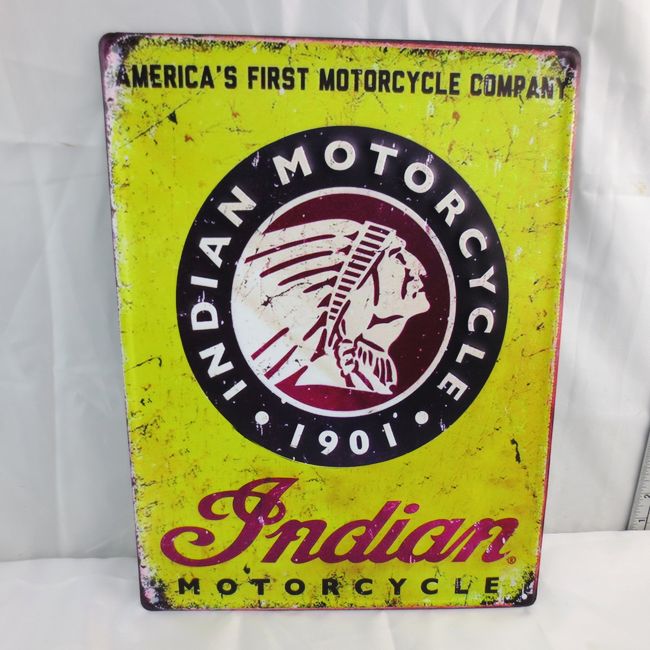 AMERICA'S FIRST MOTORCYCLE COMPANY
INDIAN MOTORCYCLE
• 1901 •
Indian®
MOTORCYCLE